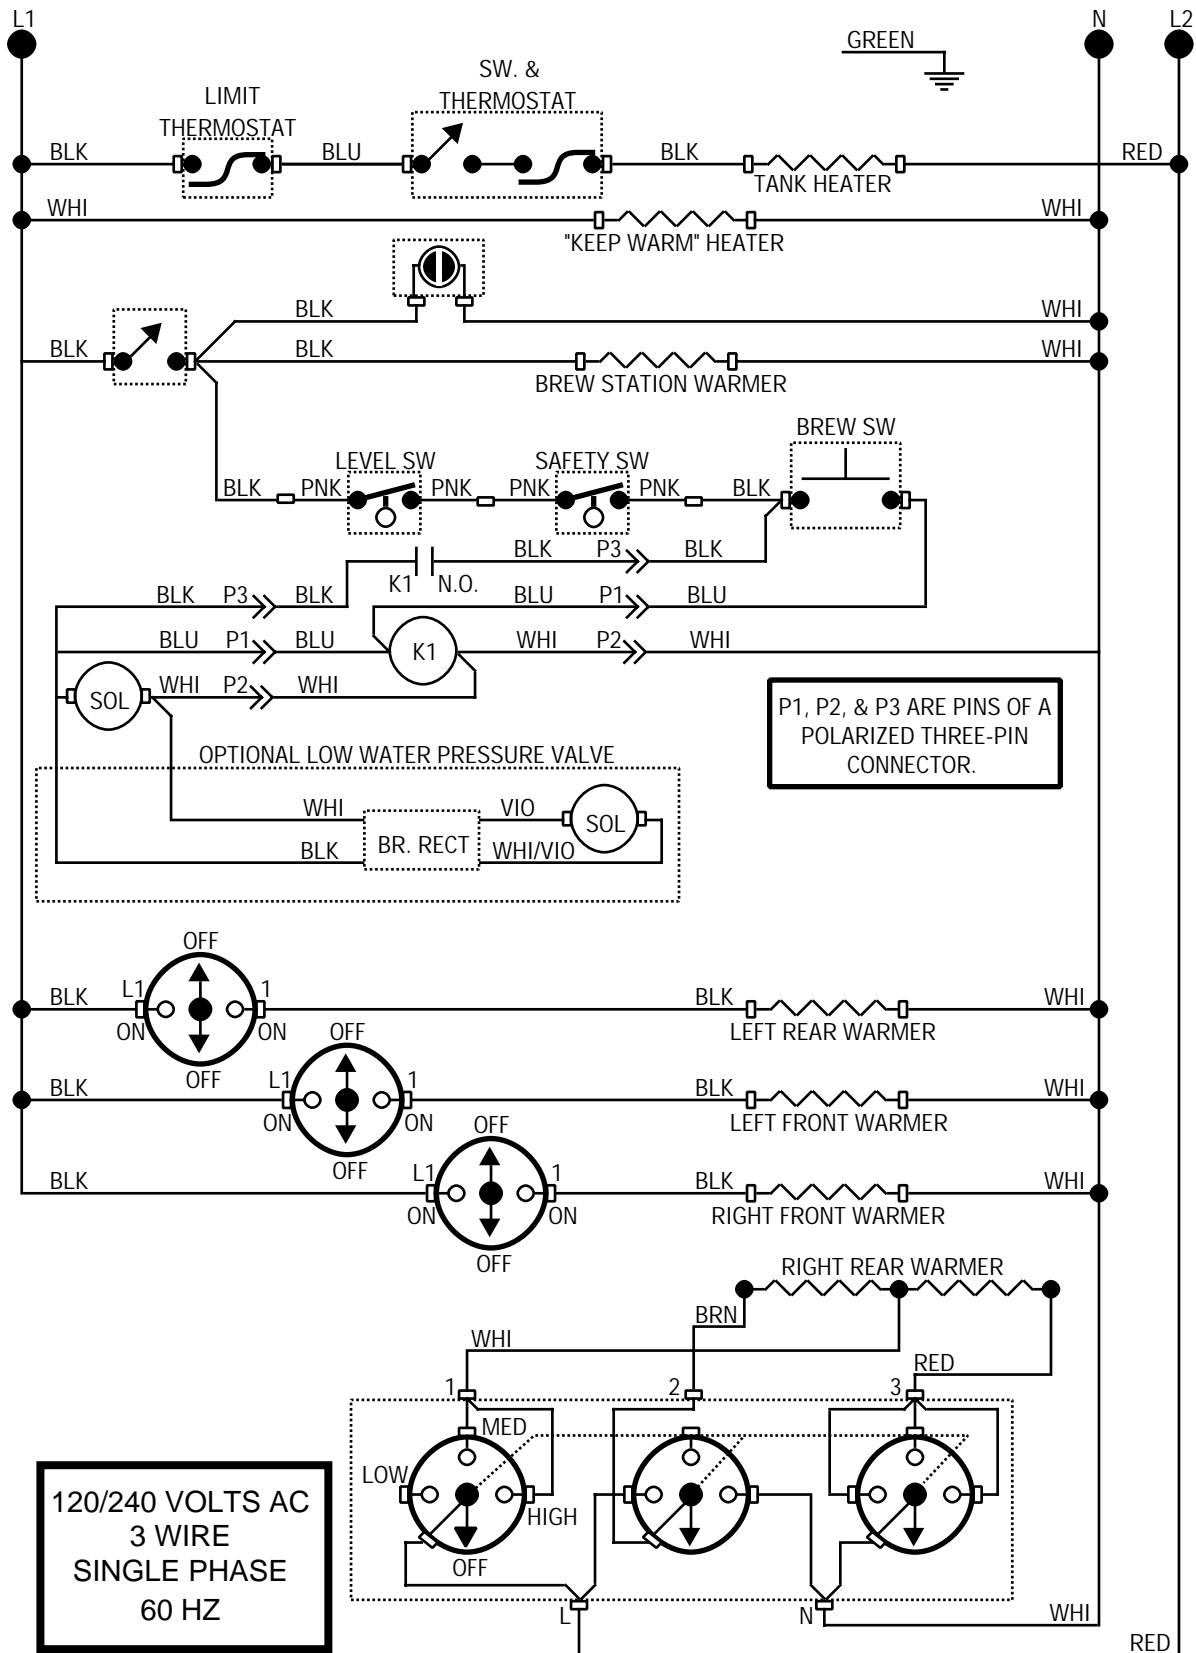 L1
N
L2
GREEN
SW. &
THERMOSTAT
LIMIT
THERMOSTAT
BLK
BLU
BLK
RED
TANK HEATER
WHI
WHI
"KEEP WARM" HEATER
BLK
WHI
BLK
BLK
WHI
BREW STATION WARMER
BREW SW
LEVEL SW
SAFETY SW
BLK
PNK
PNK
PNK
PNK
BLK
BLK
P3
BLK
K1
N.O.
BLK
P3
BLK
BLU
P1
BLU
BLU
P1
BLU
K1
WHI
P2
WHI
SOL
WHI
P2
WHI
P1, P2, & P3 ARE PINS OF A
POLARIZED THREE-PIN
CONNECTOR.
OPTIONAL LOW WATER PRESSURE VALVE
WHI
VIO
SOL
BR. RECT
BLK
WHI/VIO
OFF
BLK
L1
1
BLK
WHI
ON
ON
LEFT REAR WARMER
OFF
OFF
BLK
L1
1
BLK
WHI
ON
ON
LEFT FRONT WARMER
OFF
OFF
BLK
L1
1
BLK
WHI
ON
ON
RIGHT FRONT WARMER
OFF
RIGHT REAR WARMER
BRN
WHI
RED
1
2
3
MED
LOW
HIGH
OFF
L
N
WHI
RED
120/240 VOLTS AC
3 WIRE
SINGLE PHASE
60 HZ